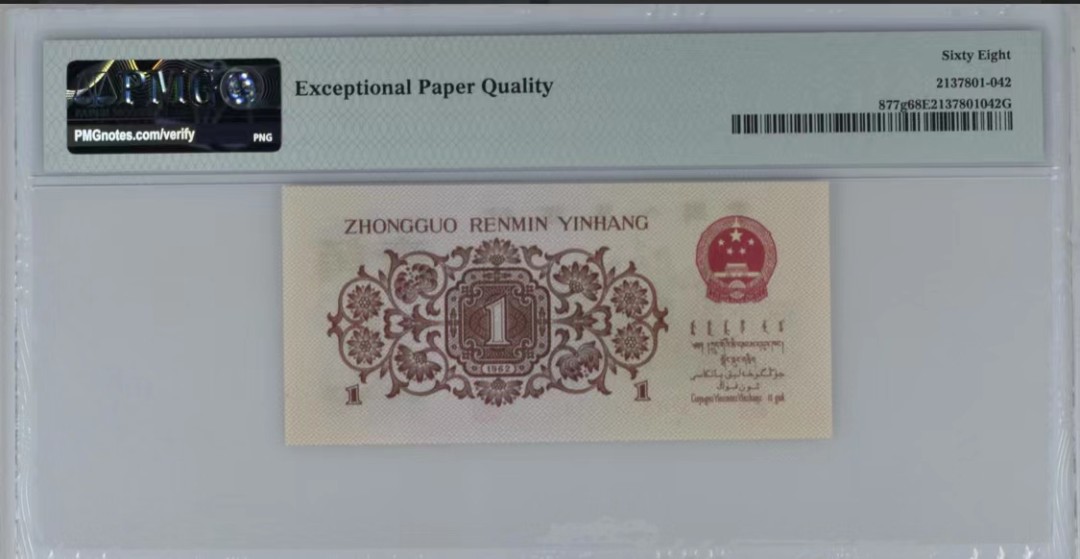 PMG
PMGnotes.com/verify
PNG
Exceptional Paper Quality
Sixty Eight
2137801-042
877g68E2137801042G
ZHONGGUO RENMIN YINHANG
1
1962
1
1